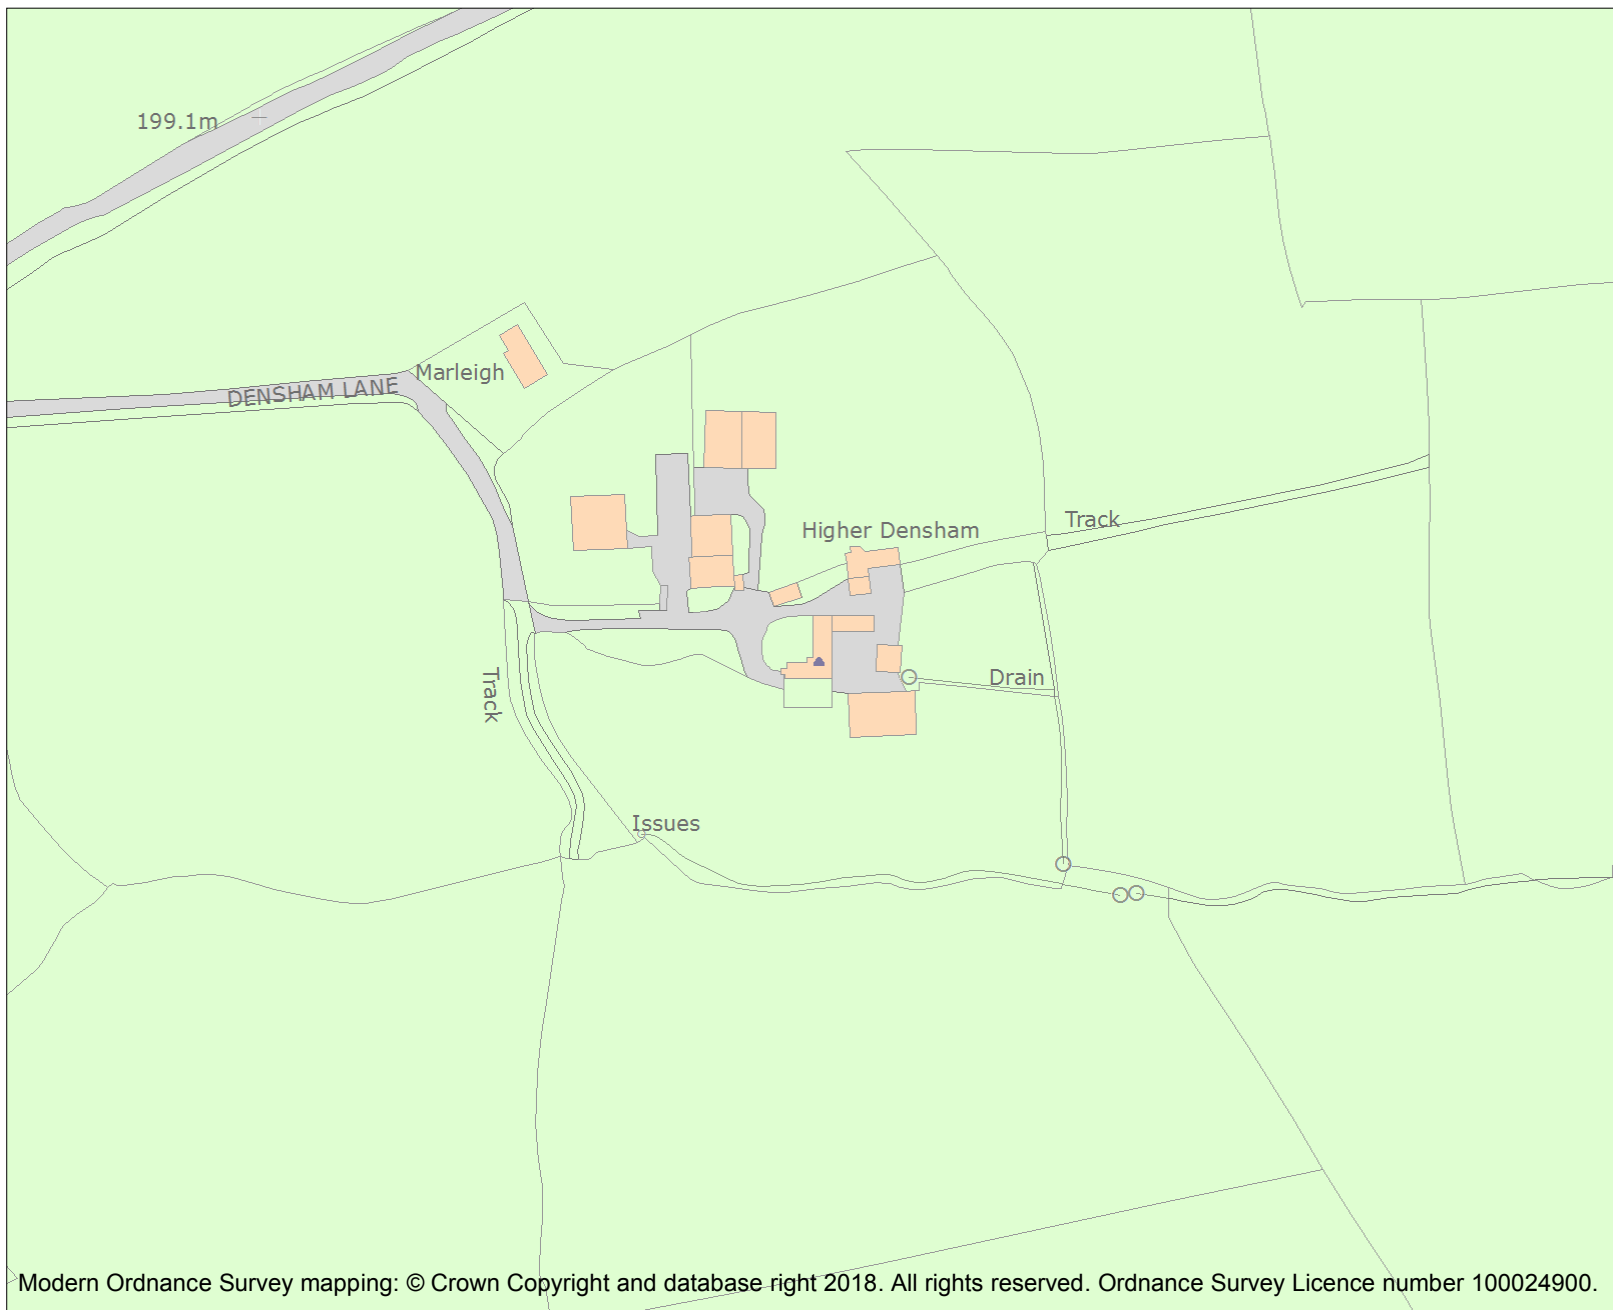 199.1m
Marleigh
DENSHAM LANE
Track
Higher Densham
Drain
Track
Issues
Modern Ordnance Survey mapping: © Crown Copyright and database right 2018. All rights reserved. Ordnance Survey Licence number 100024900.